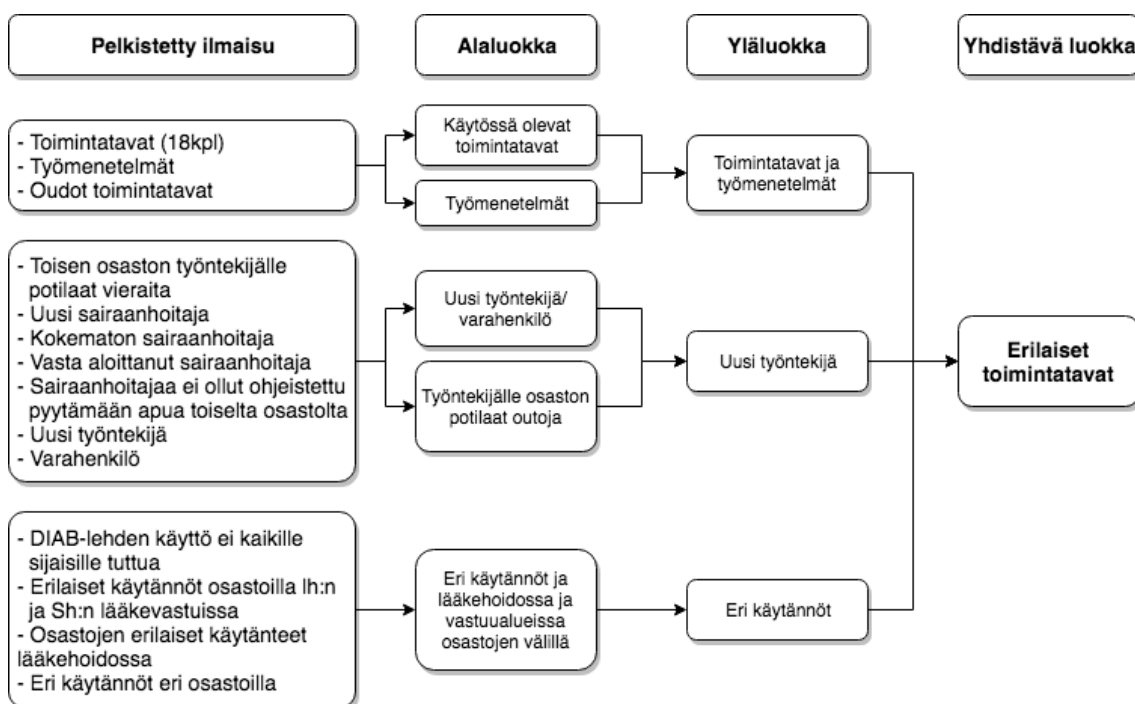 Pelkistetty ilmaisu
Alaluokka
Yläluokka
Yhdistävä luokka
- Toimintatavat (18kpl)
- Työmenetelmät
- Oudot toimintatavat
Käytössä olevat
toimintatavat
Työmenetelmät
Toimintatavat ja
työmenetelmät
- Toisen osaston työntekijälle
potilaat vieraita
- Uusi sairaanhoitaja
- Kokematon sairaanhoitaja
- Vasta aloittanut sairaanhoitaja
- Sairaanhoitajaa ei ollut ohjeistettu
pyytämään apua toiselta osastolta
- Uusi työntekijä
- Varahenkilö
Uusi työntekijä/
varahenkilö
Työntekijälle osaston
potilaat outoja
Uusi työntekijä
Erilaiset
toimintatavat
- DIAB-lehden käyttö ei kaikille
sijaisille tuttua
- Erilaiset käytännöt osastoilla lh:n
ja Sh:n lääkevastuissa
- Osastojen erilaiset käytänteet
lääkehoidossa
- Eri käytännöt eri osastoilla
Eri käytännöt ja
lääkehoidossa ja
vastuualueissa
osastojen välillä
Eri käytännöt